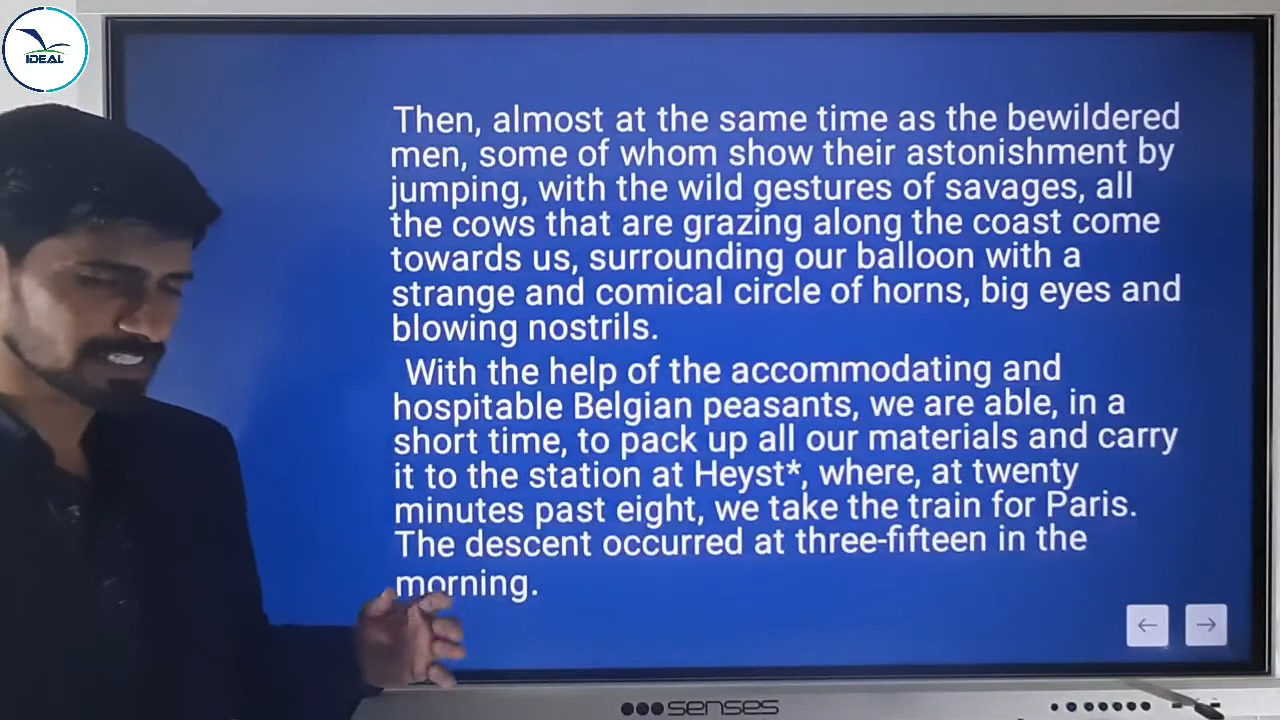 IDEAL
Then, almost at the same time as the bewildered
men, some of whom show their astonishment by
jumping, with the wild gestures of savages, all
the cows that are grazing along the coast come
towards us, surrounding our balloon with a
strange and comical circle of horns, big eyes and
blowing nostrils.
With the help of the accommodating and
hospitable Belgian peasants, we are able, in a
short time, to pack up all our materials and carry
it to the station at Heyst*, where, at twenty
minutes past eight, we take the train for Paris.
The descent occurred at three-fifteen in the
morning.
senses